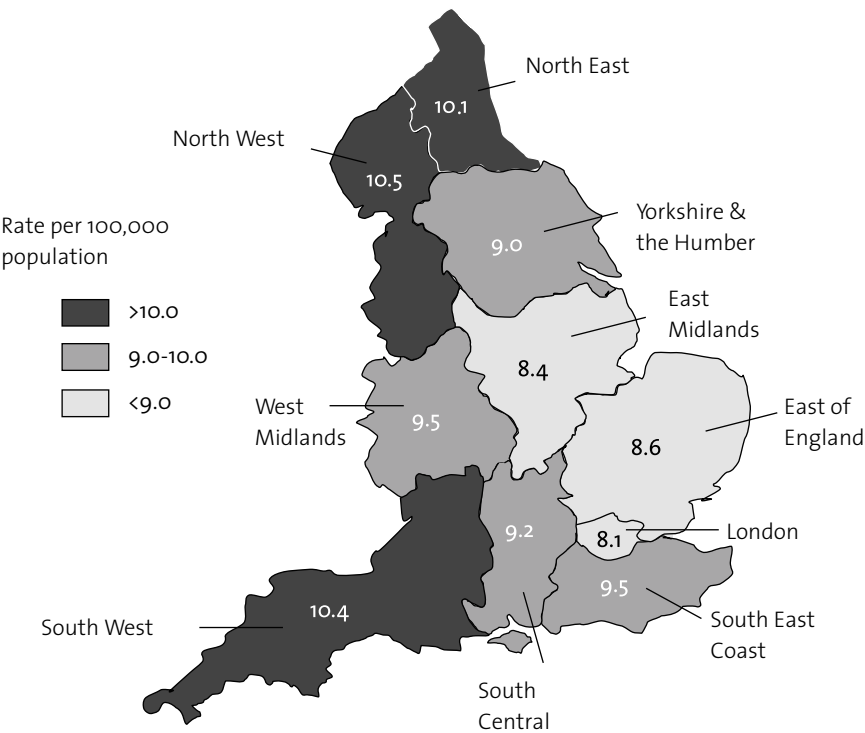 North East
10.1
North West
10.5
Rate per 100,000
population
>10.0
9.0-10.0
<9.0
Yorkshire &
the Humber
9.0
East
Midlands
8.4
West
Midlands
9.5
East of
England
8.6
London
8.1
9.2
9.5
South West
10.4
South East
Coast
South
Central